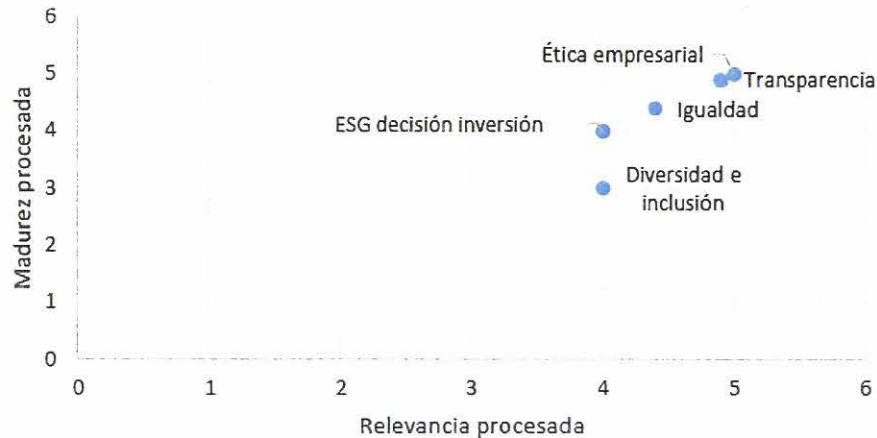 6
5
4
3
2
1
0
Madurez procesada
Ética empresarial
Transparencia
Igualdad
ESG decisión inversión
Diversidad e
inclusión
0 1 2 3 4 5 6
Relevancia procesada